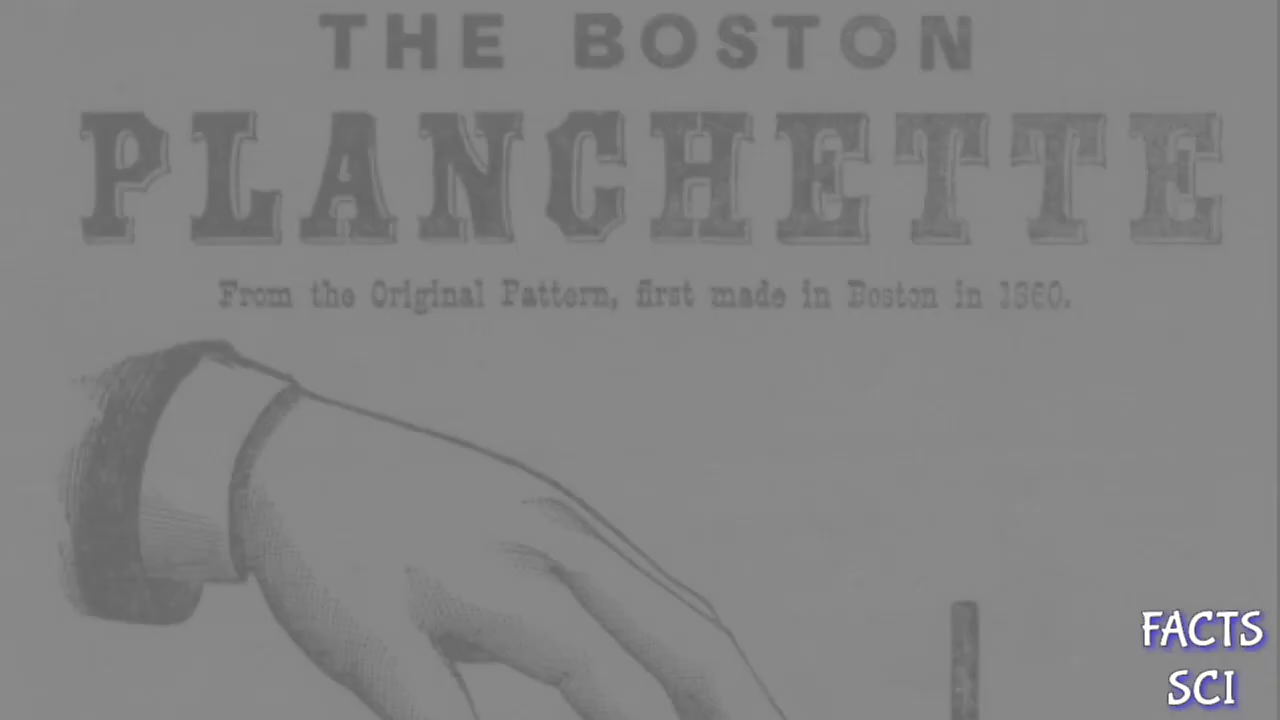 THE BOSTON
PLANCHETTE
From the Original Pattern, first made in Boston in 1860.
FACTS
SCI